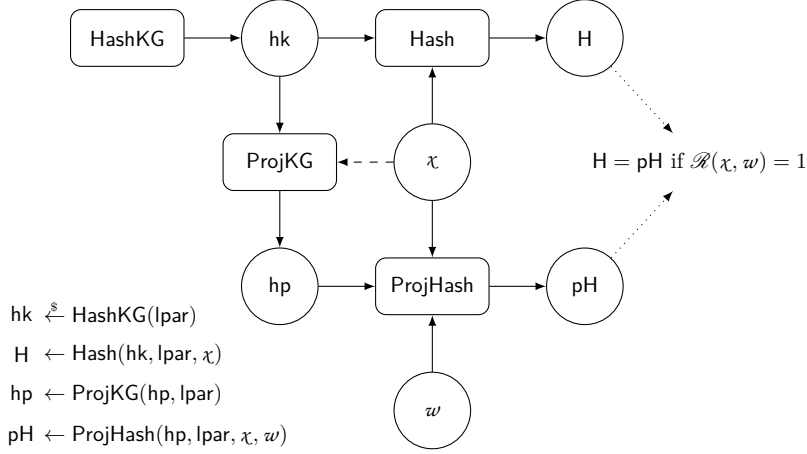 HashKG hk Hash H
ProjKG χ H = pH if ℛ(χ, w) = 1
hp ProjHash pH
w
hk ←$ HashKG(lpar)
H ← Hash(hk, lpar, χ)
hp ← ProjKG(hp, lpar)
pH ← ProjHash(hp, lpar, χ, w)